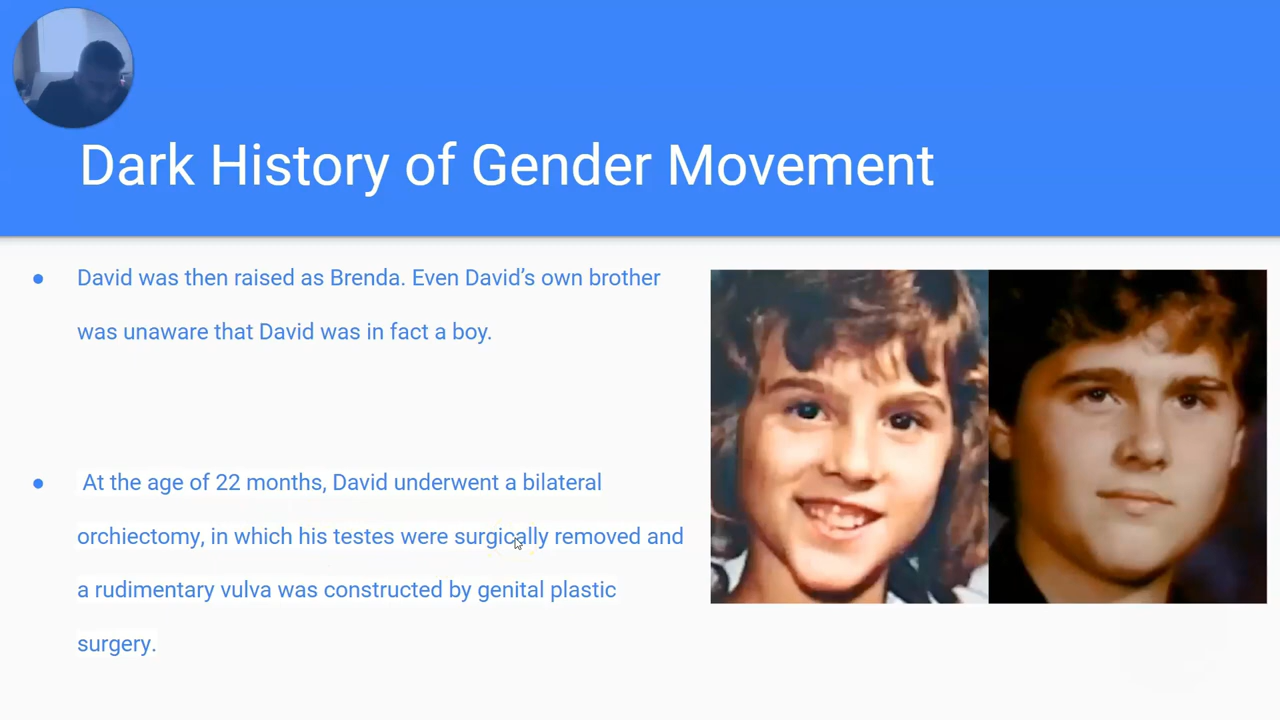 Dark History of Gender Movement
● David was then raised as Brenda. Even David’s own brother
was unaware that David was in fact a boy.
● At the age of 22 months, David underwent a bilateral
orchiectomy, in which his testes were surgically removed and
a rudimentary vulva was constructed by genital plastic
surgery.